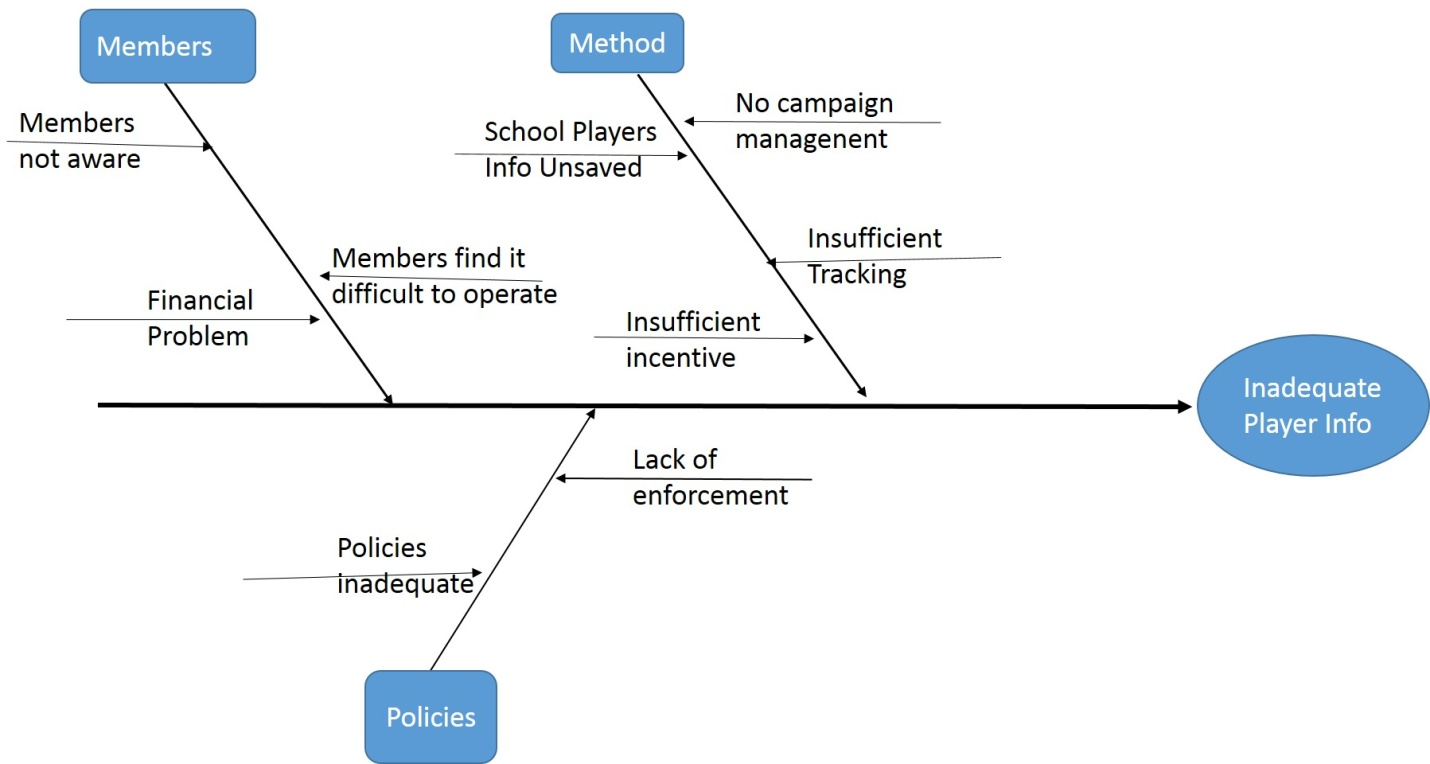 Members
Method
Members
not aware
School Players
Info Unsaved
No campaign
managenent
Members find it
difficult to operate
Insufficient
Tracking
Financial
Problem
Insufficient
incentive
Inadequate
Player Info
Lack of
enforcement
Policies
inadequate
Policies